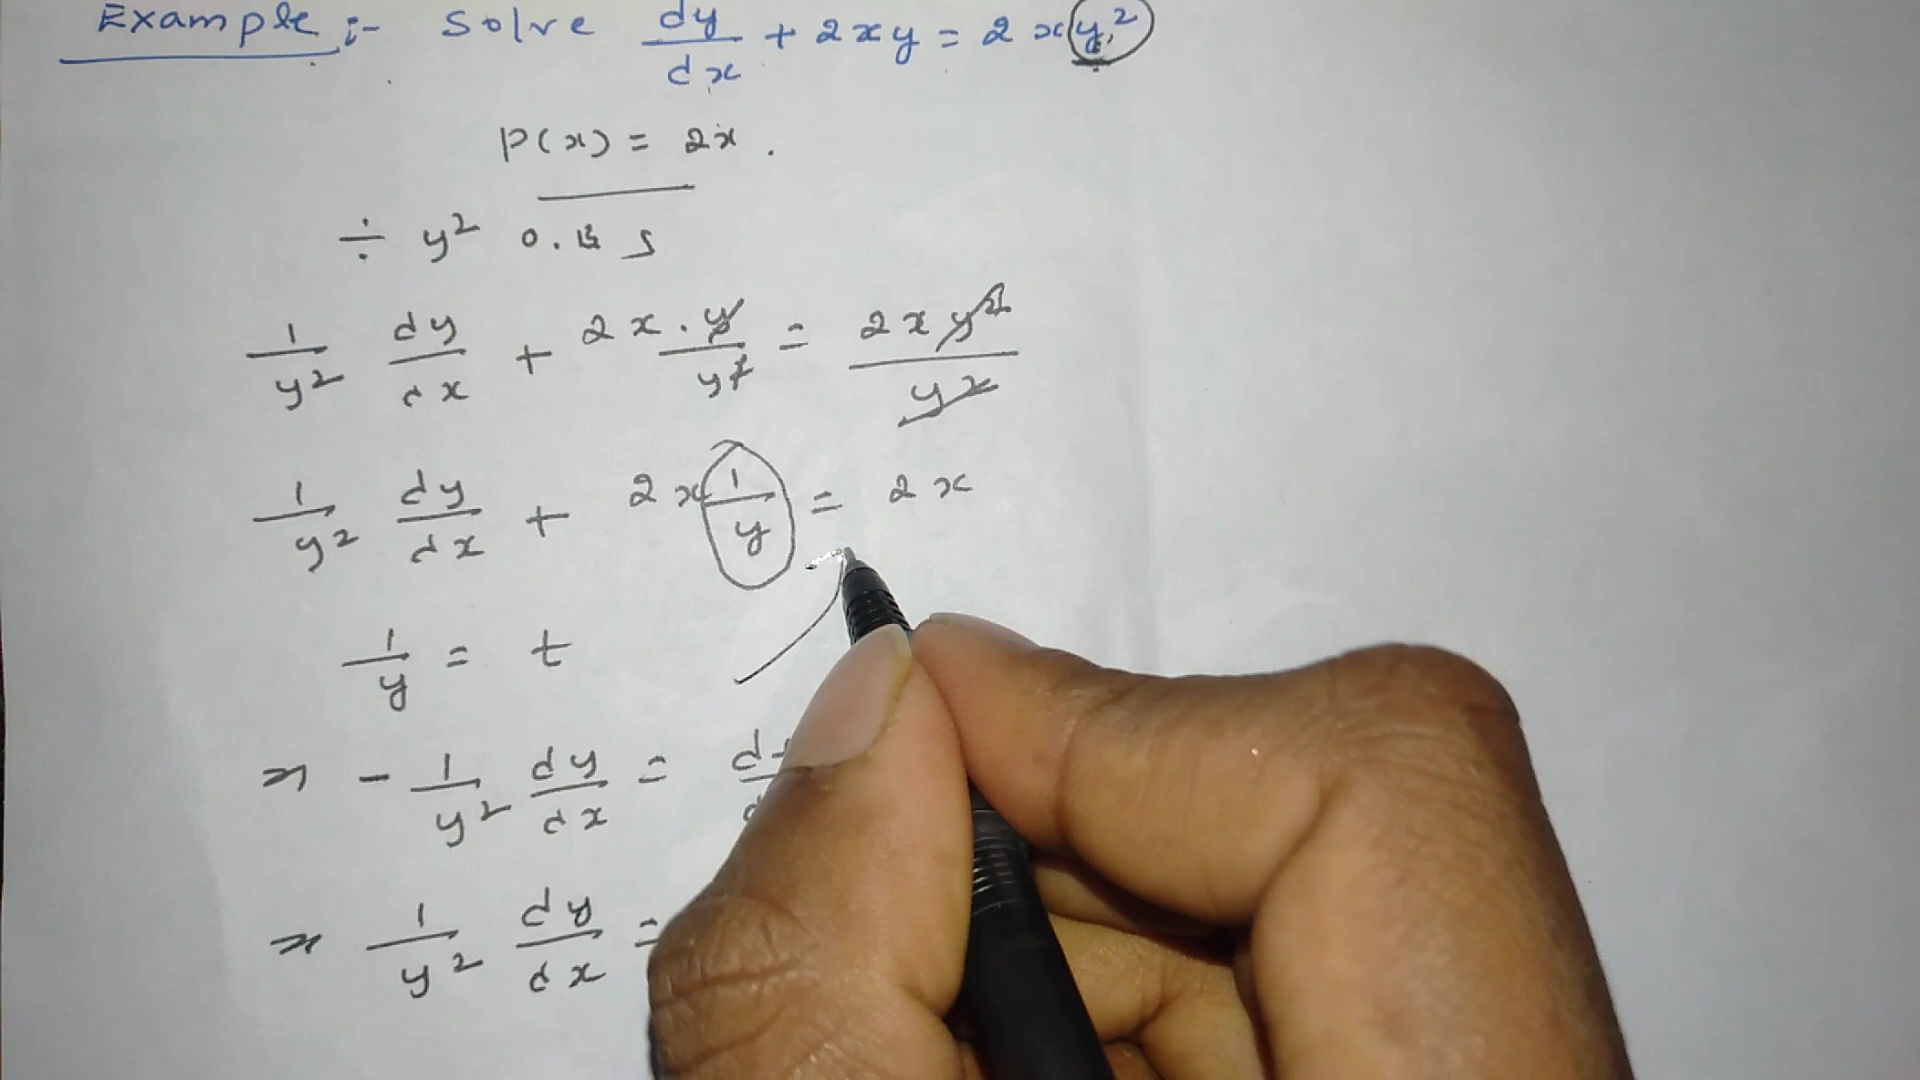 Example :- Solve dy/dx + 2xy = 2xy²
P(x) = 2x .
÷ y² O. B S
1/y² dy/dx + 2x . y/y² = 2xy²/y²
1/y² dy/dx + 2x 1/y = 2x
1/y = t
⇒ - 1/y² dy/dx =
⇒ 1/y² dy/dx =